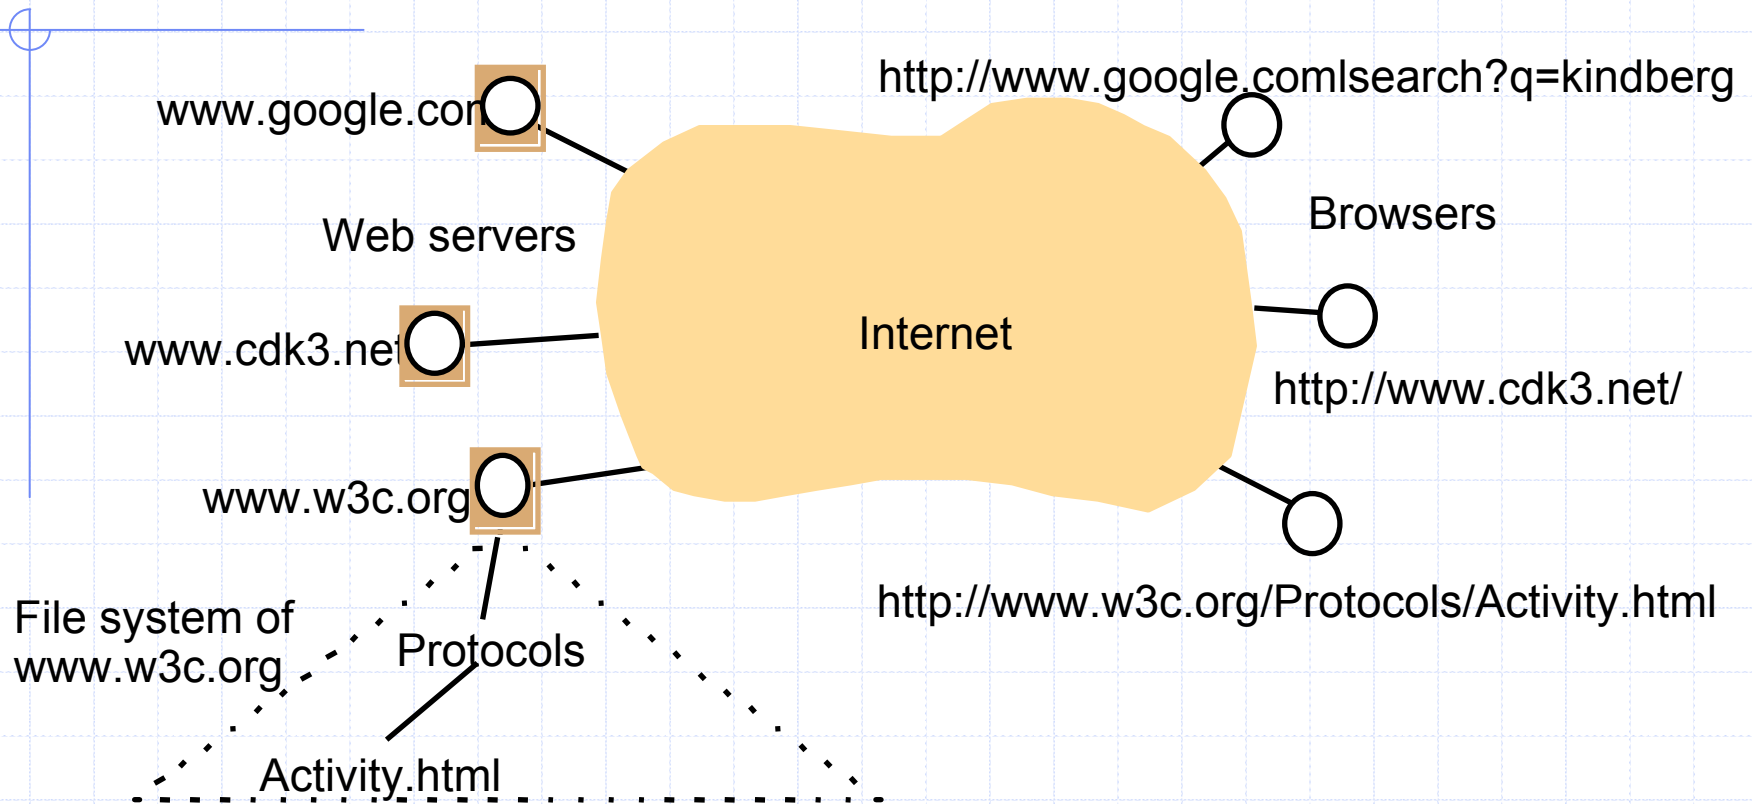 http://www.google.comlsearch?q=kindberg
www.google.com
Browsers
Web servers
Internet
www.cdk3.net
http://www.cdk3.net/
www.w3c.org
http://www.w3c.org/Protocols/Activity.html
File system of
www.w3c.org
Protocols
Activity.html